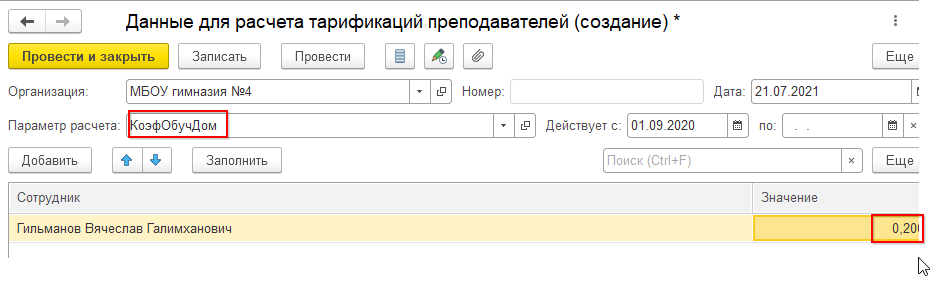 Данные для расчета тарификаций преподавателей (создание) *
Провести и закрыть Записать Провести Еще
Организация: МБОУ гимназия №4 Номер: Дата: 21.07.2021
Параметр расчета: КоэфОбучДом Действует с: 01.09.2020 по: . .
Добавить Заполнить Поиск (Ctrl+F) × Еще
Сотрудник Значение
Гильманов Вячеслав Галимханович 0,200